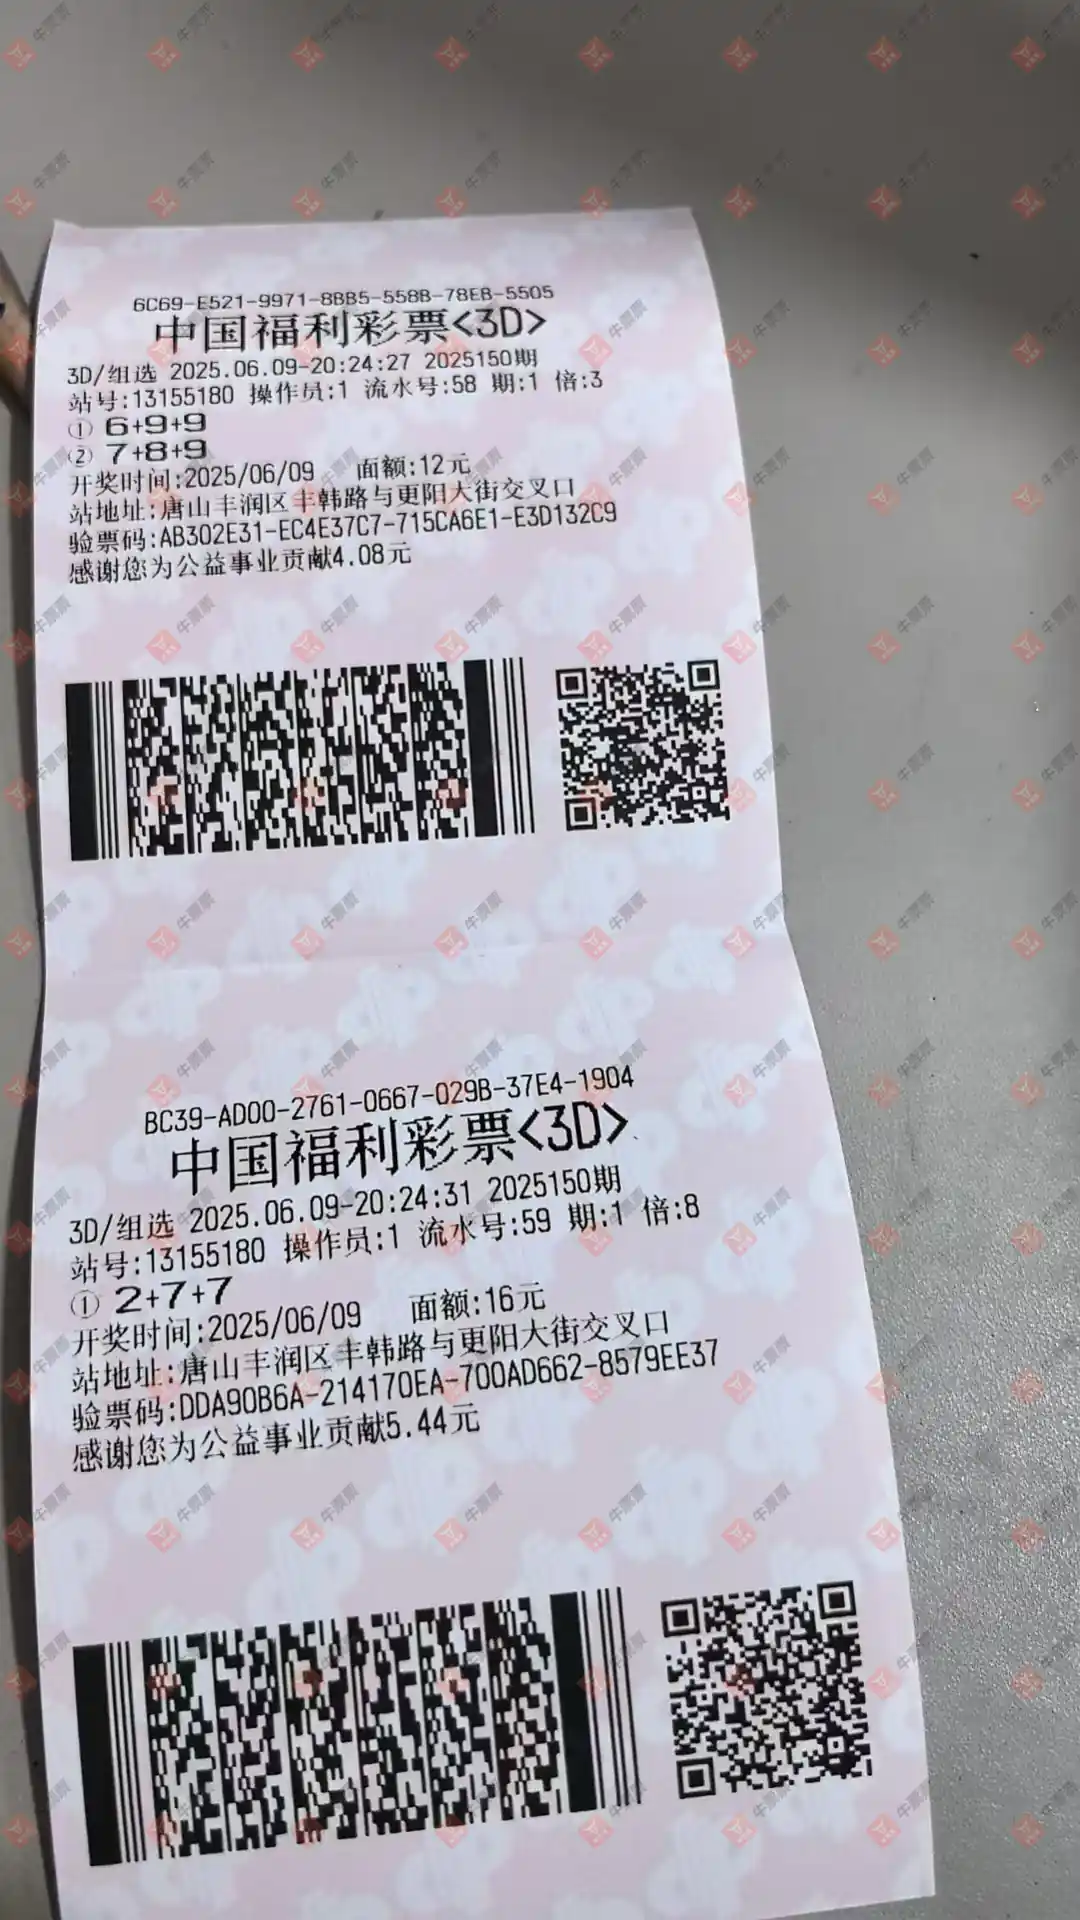 6C69-E521-9971-8BB5-558B-78EB-5505
中国福利彩票<3D>
3D/组选 2025.06.09-20:24:27 2025150期
站号:13155180 操作员:1 流水号:58 期:1 倍:3
① 6+9+9
② 7+8+9
开奖时间:2025/06/09 面额:12元
站地址:唐山丰润区丰韩路与更阳大街交叉口
验票码:AB302E31-EC4E37C7-715CA6E1-E3D132C9
感谢您为公益事业贡献4.08元
BC39-AD00-2761-0667-029B-37E4-1904
中国福利彩票<3D>
3D/组选 2025.06.09-20:24:31 2025150期
站号:13155180 操作员:1 流水号:59 期:1 倍:8
① 2+7+7
开奖时间:2025/06/09 面额:16元
站地址:唐山丰润区丰韩路与更阳大街交叉口
验票码:DDA90B6A-214170EA-700AD662-8579EE37
感谢您为公益事业贡献5.44元
牛票票